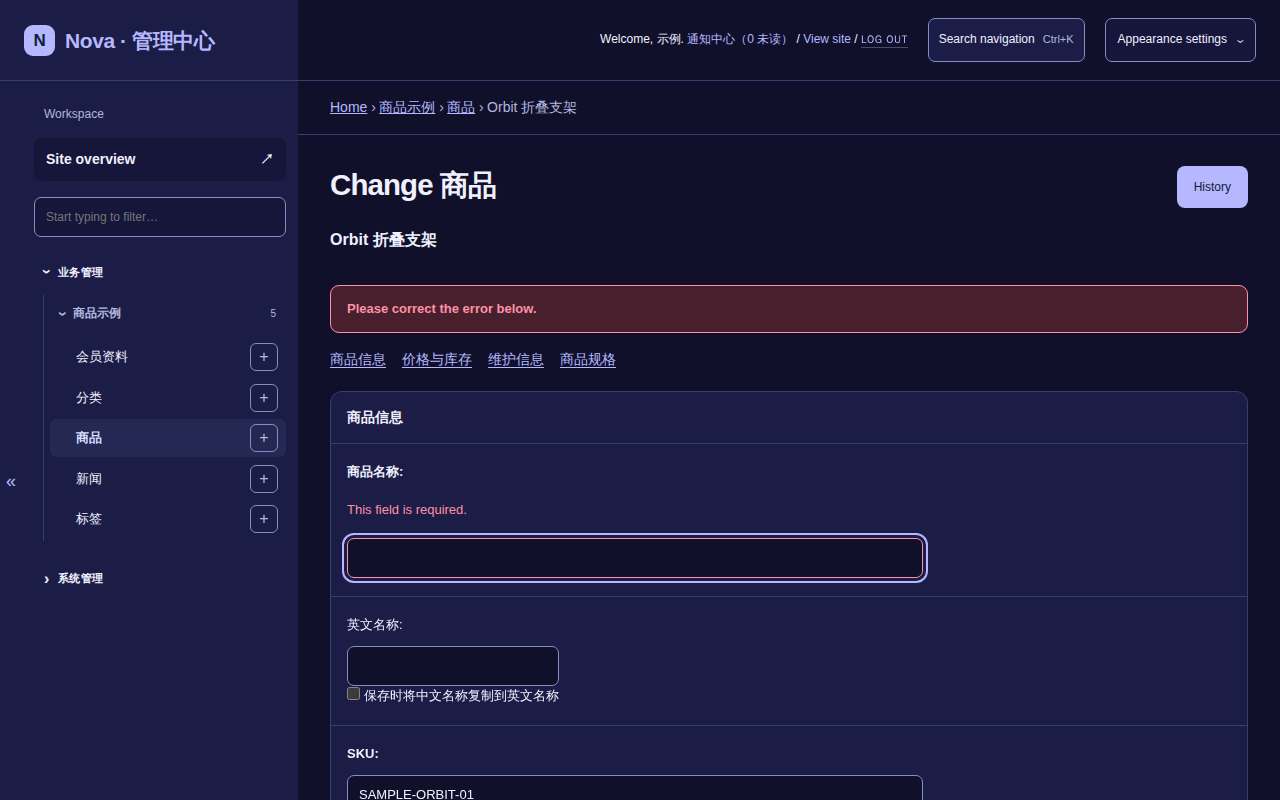 N Nova · 管理中心
Welcome, 示例. 通知中心（0 未读） / View site / LOG OUT
Search navigation Ctrl+K
Appearance settings
Workspace
Site overview
Start typing to filter…
业务管理
商品示例 5
会员资料 +
分类 +
商品 +
新闻 +
标签 +
系统管理
«
Home › 商品示例 › 商品 › Orbit 折叠支架
Change 商品
History
Orbit 折叠支架
Please correct the error below.
商品信息 价格与库存 维护信息 商品规格
商品信息
商品名称:
This field is required.
英文名称:
保存时将中文名称复制到英文名称
SKU:
SAMPLE-ORBIT-01